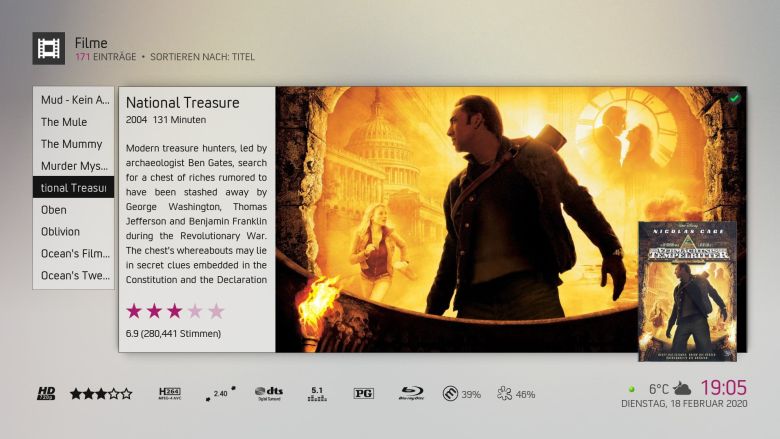 Filme
171 EINTRÄGE • SORTIEREN NACH: TITEL
Mud - Kein A...
The Mule
The Mummy
Murder Mys...
tional Treasur
Oben
Oblivion
Ocean's Film...
Ocean's Twe...
National Treasure
2004 131 Minuten
Modern treasure hunters, led by
archaeologist Ben Gates, search
for a chest of riches rumored to
have been stashed away by
George Washington, Thomas
Jefferson and Benjamin Franklin
during the Revolutionary War.
The chest's whereabouts may lie
in secret clues embedded in the
Constitution and the Declaration
6.9 (280,441 Stimmen)
NICOLAS CAGE
TEMPELRITTER
HD
720p
H264
MPEG-4 AVC
2.40
dts
Digital Surround
5.1
PG
Blu-ray Disc
39%
46%
6°C
19:05
DIENSTAG, 18 FEBRUAR 2020